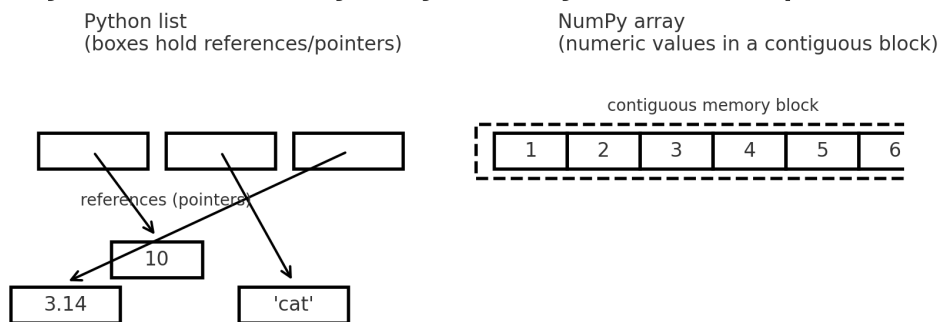 Python list
(boxes hold references/pointers)
NumPy array
(numeric values in a contiguous block)
contiguous memory block
1 2 3 4 5 6
references (pointers)
10
3.14
'cat'